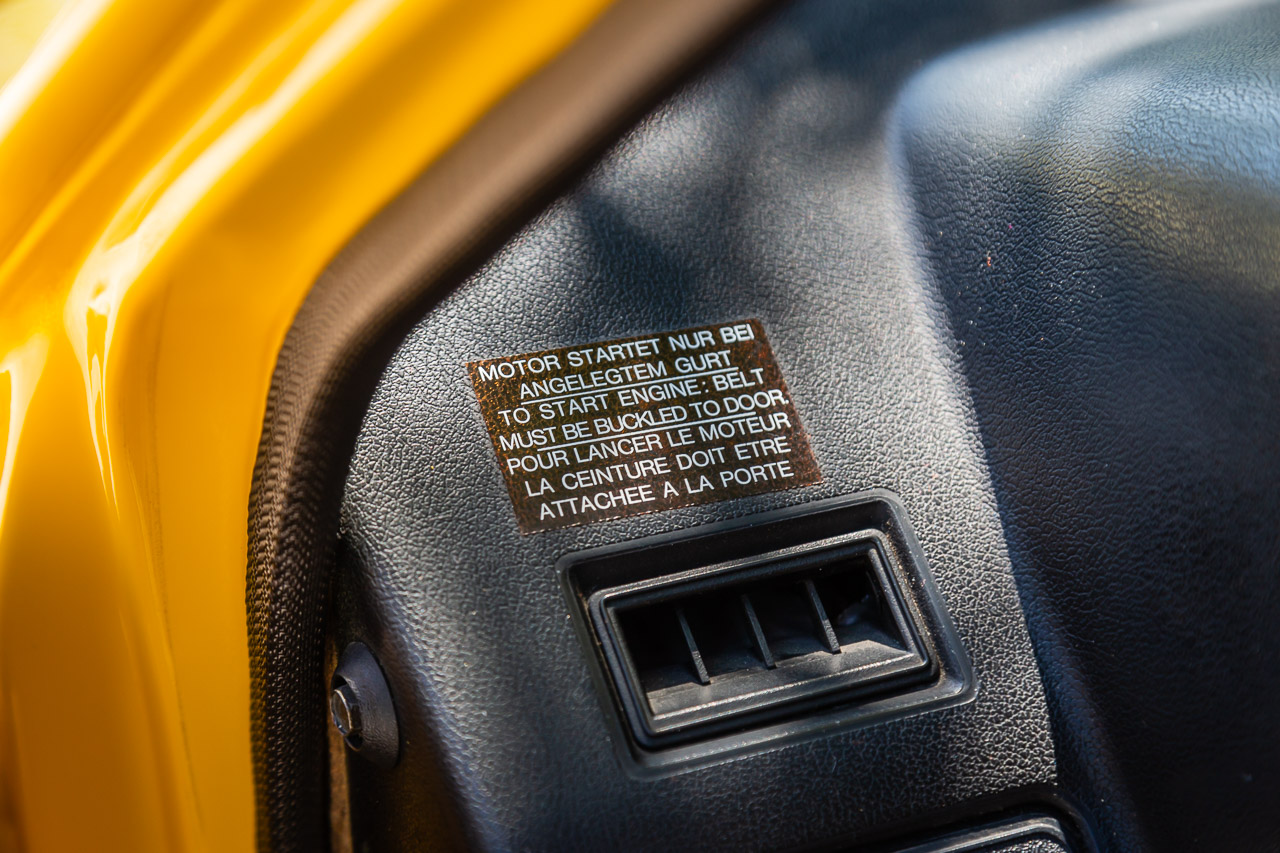 MOTOR STARTET NUR BEI
ANGELEGTEM GURT
TO START ENGINE: BELT
MUST BE BUCKLED TO DOOR.
POUR LANCER LE MOTEUR
LA CEINTURE DOIT ETRE
ATTACHEE A LA PORTE